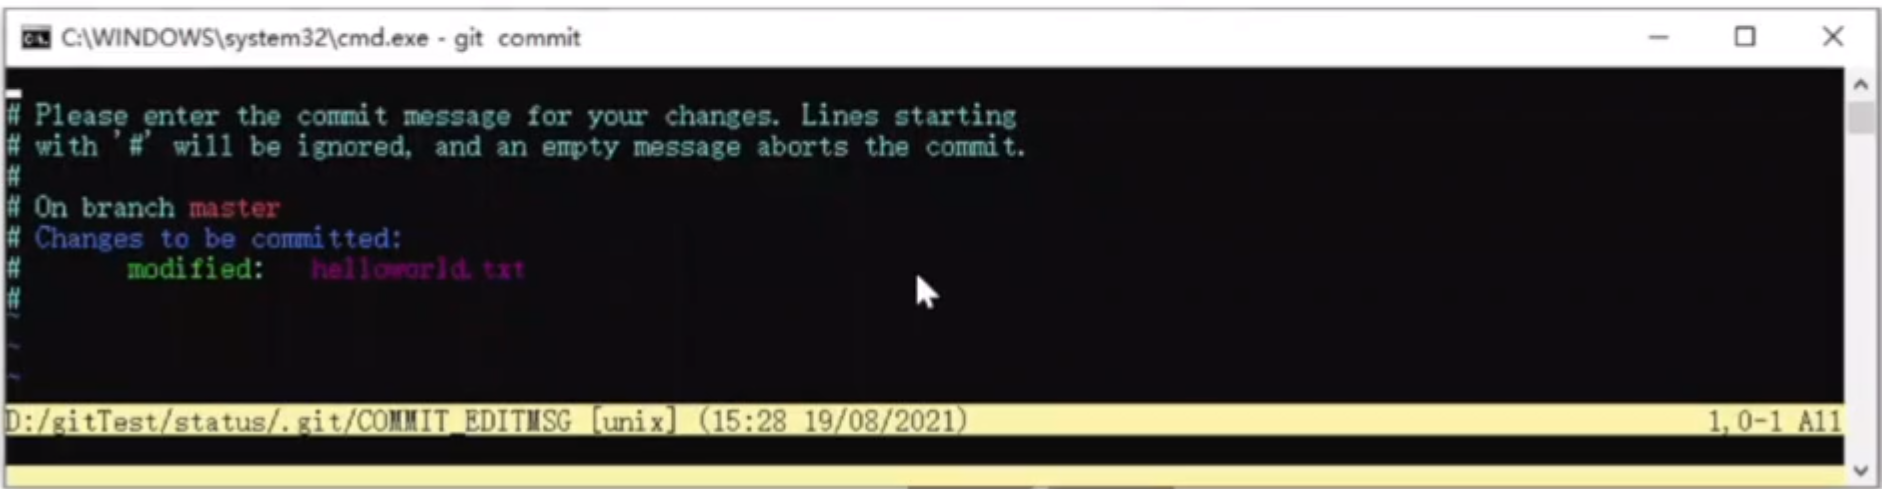 C:\WINDOWS\system32\cmd.exe - git  commit
# Please enter the commit message for your changes. Lines starting
# with '#' will be ignored, and an empty message aborts the commit.
#
# On branch master
# Changes to be committed:
#       modified:   helloworld.txt
#
~
~
~
D:/gitTest/status/.git/COMMIT_EDITMSG [unix] (15:28 19/08/2021) 1,0-1 All